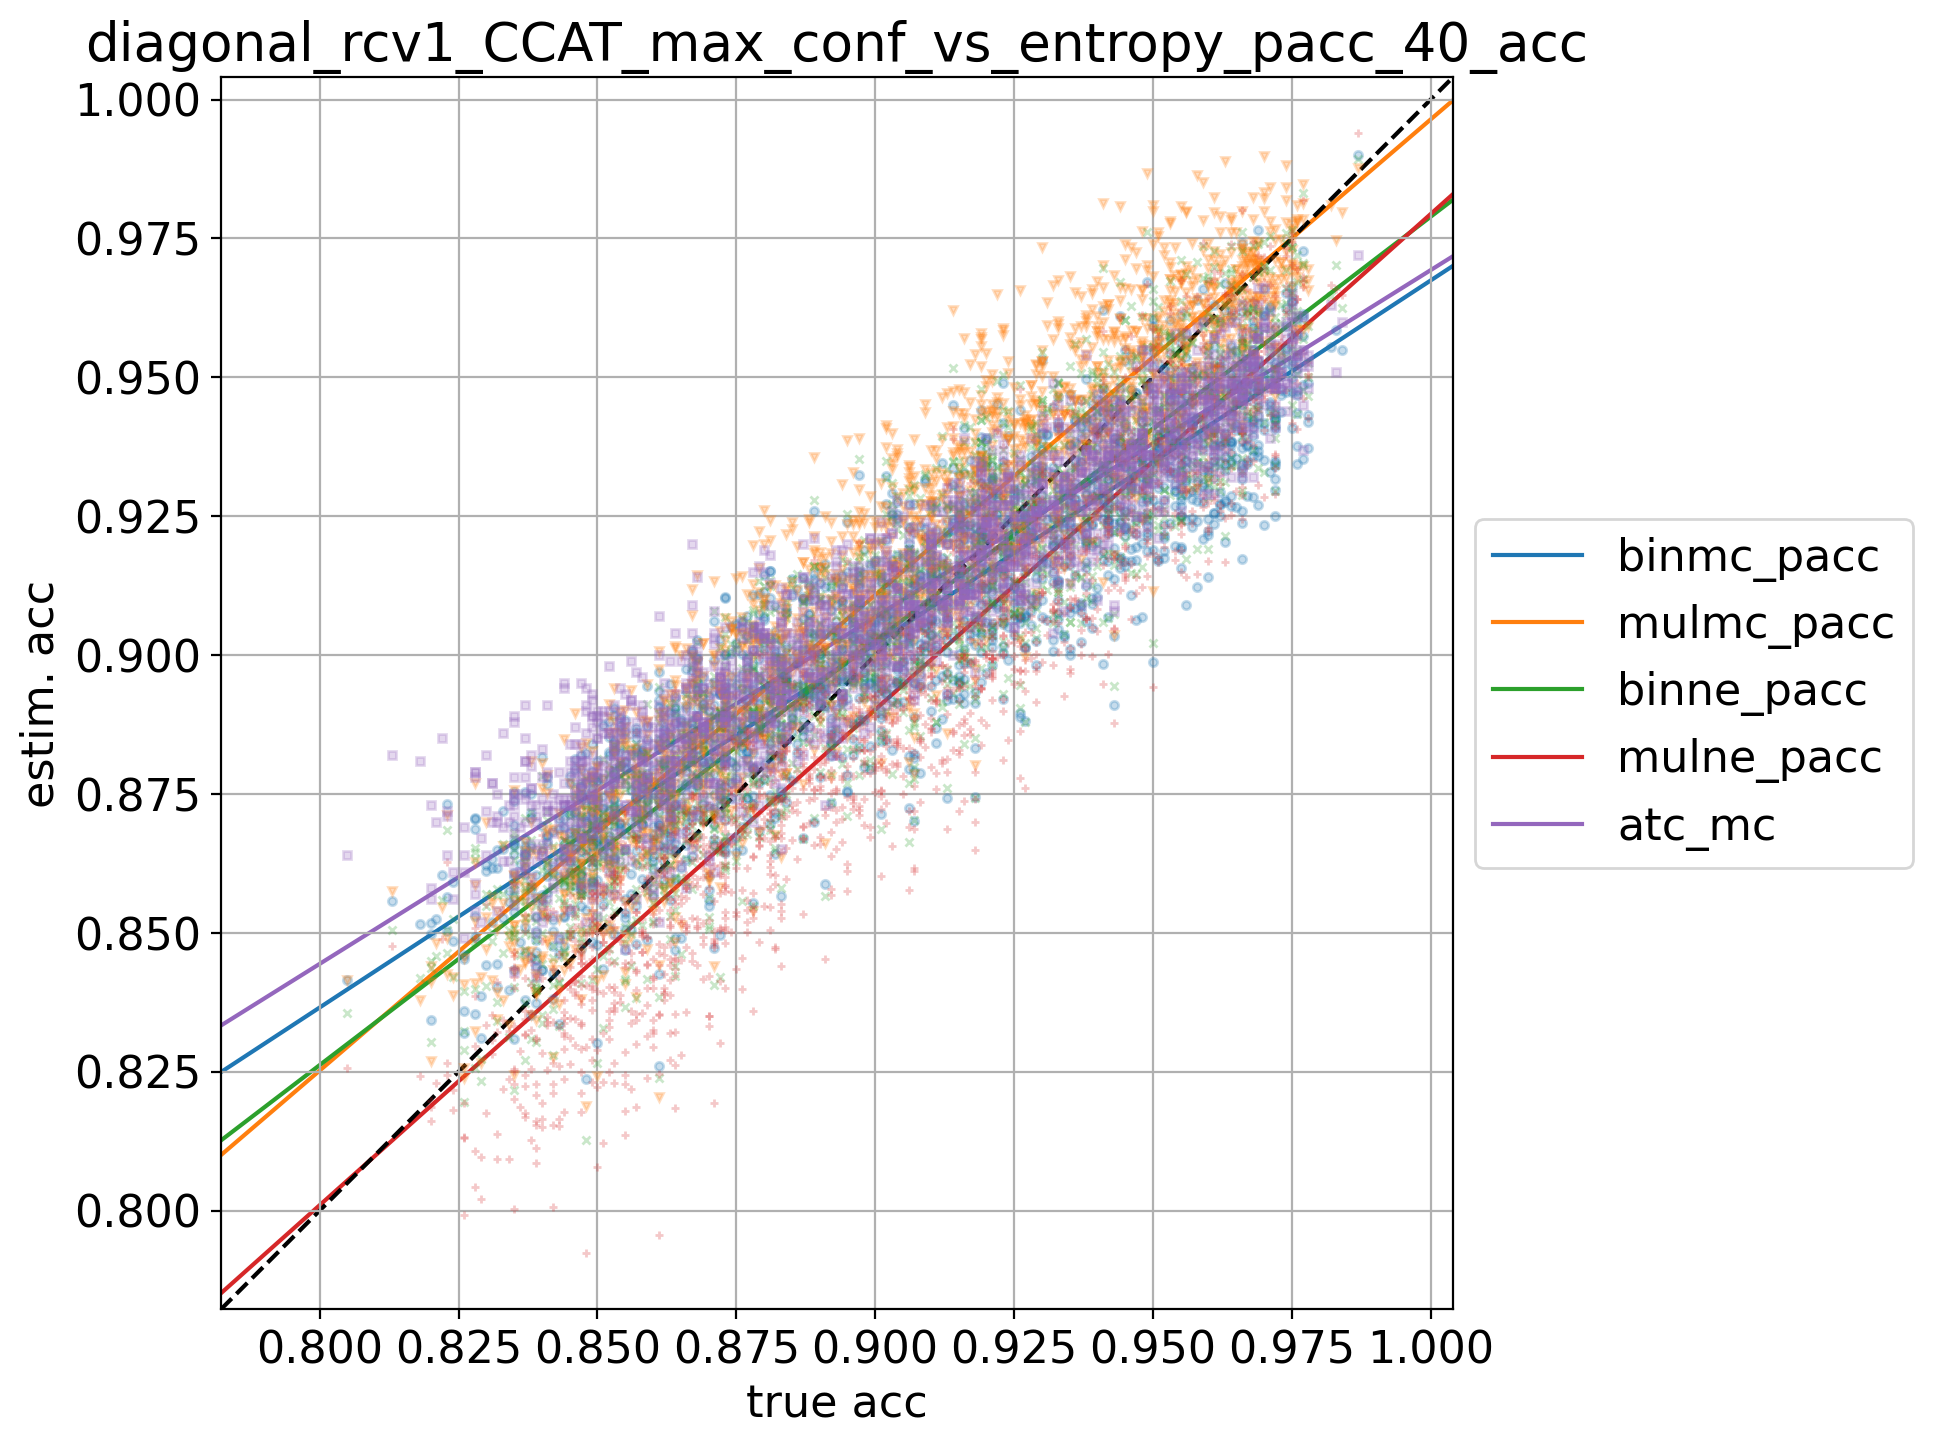 diagonal_rcv1_CCAT_max_conf_vs_entropy_pacc_40_acc
1.000
0.975
0.950
0.925
0.900
0.875
0.850
0.825
0.800
estim. acc
0.800 0.825 0.850 0.875 0.900 0.925 0.950 0.975 1.000
true acc
binmc_pacc
mulmc_pacc
binne_pacc
mulne_pacc
atc_mc